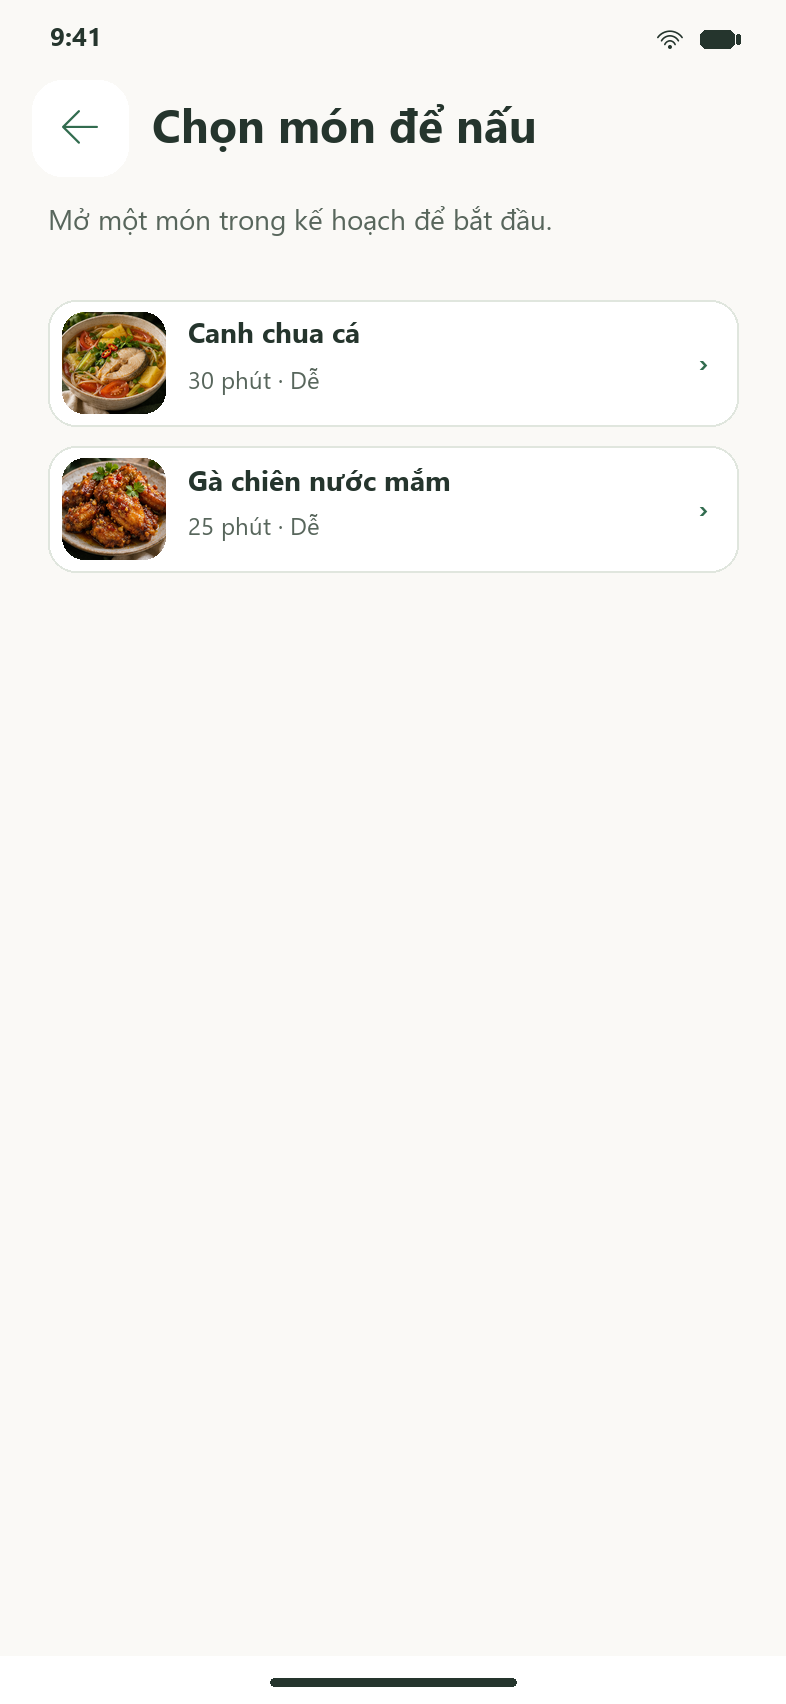 9:41
Chọn món để nấu
Mở một món trong kế hoạch để bắt đầu.
Canh chua cá
30 phút · Dễ
›
Gà chiên nước mắm
25 phút · Dễ
›